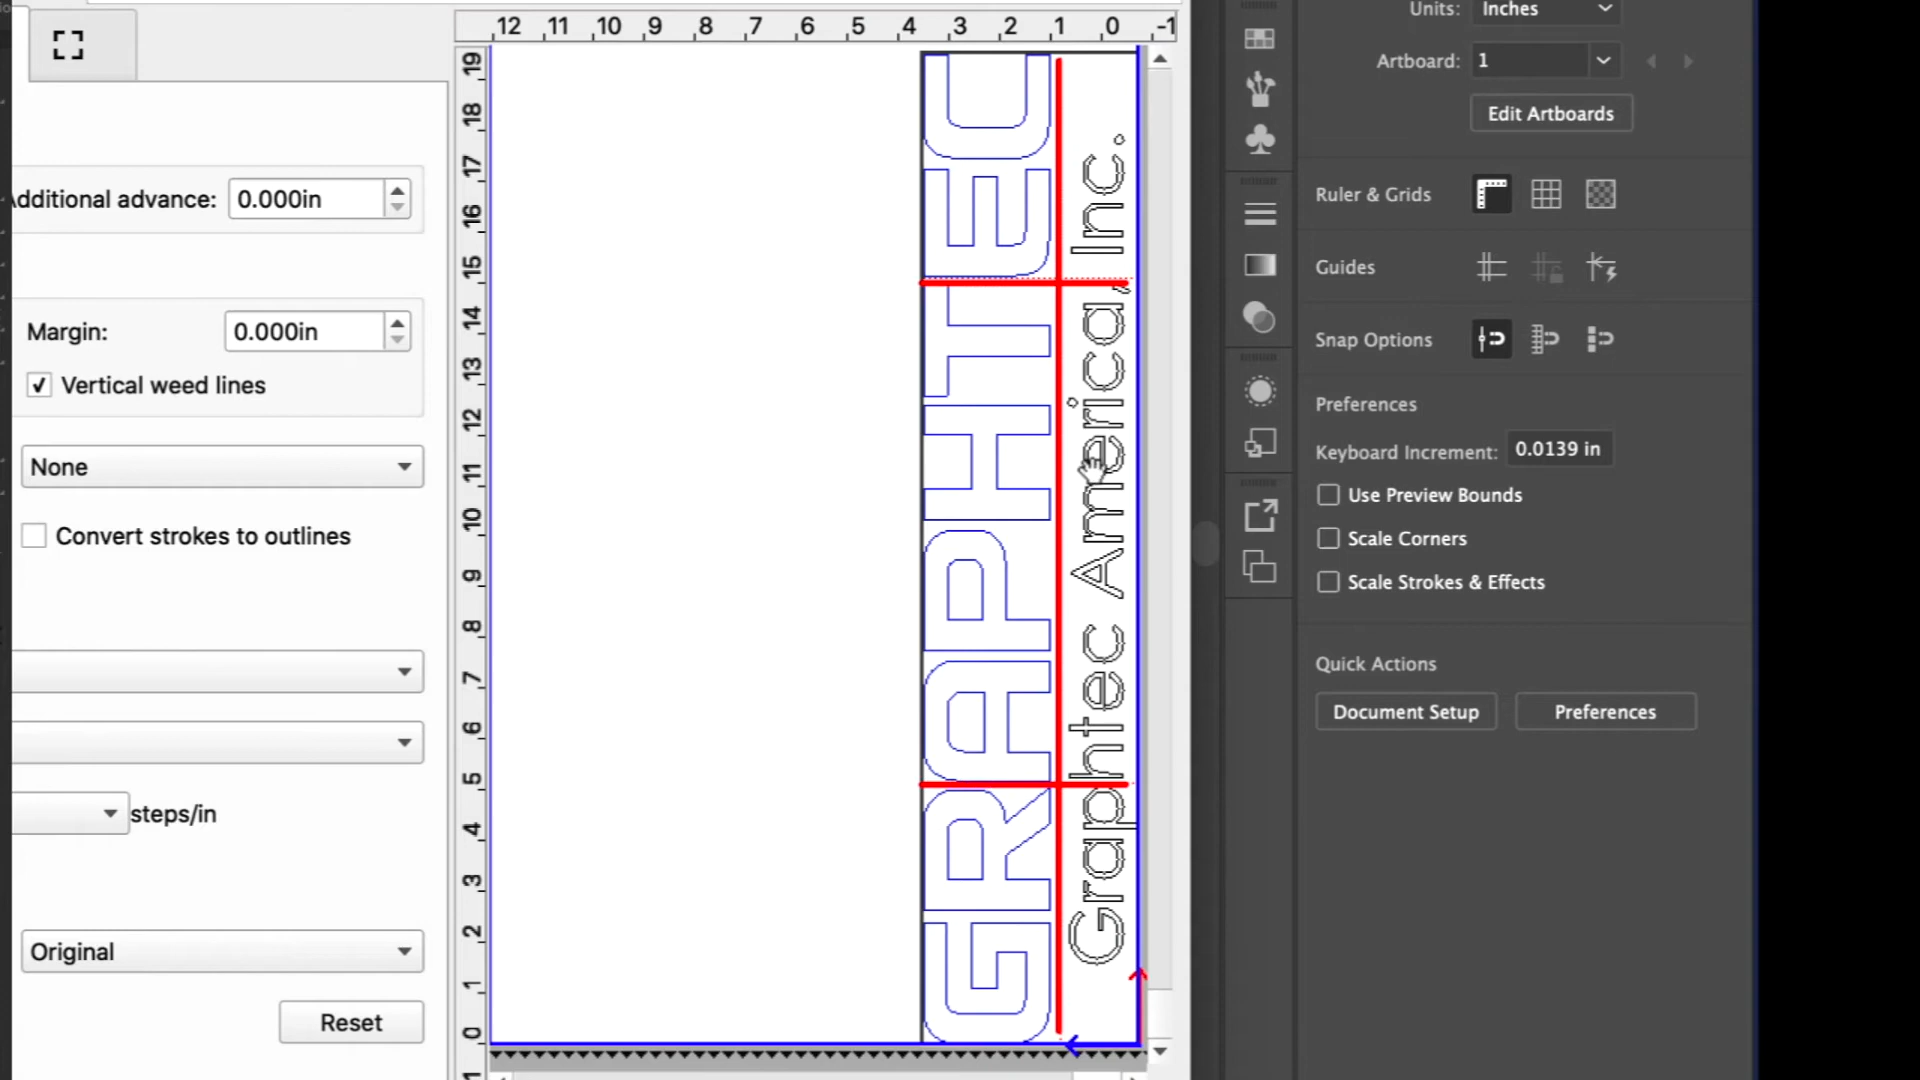 12 11 10 9 8 7 6 5 4 3 2 1 0 -1
19
18
17
16
15
14
13
12
11
10
9
8
7
6
5
4
3
2
1
0
1
Additional advance: 0.000in
Margin: 0.000in
Vertical weed lines
None
Convert strokes to outlines
steps/in
Original
Reset
GRAPHTEC
Graphtec America, Inc.
Units: Inches
Artboard: 1
Edit Artboards
Ruler & Grids
Guides
Snap Options
Preferences
Keyboard Increment: 0.0139 in
Use Preview Bounds
Scale Corners
Scale Strokes & Effects
Quick Actions
Document Setup Preferences